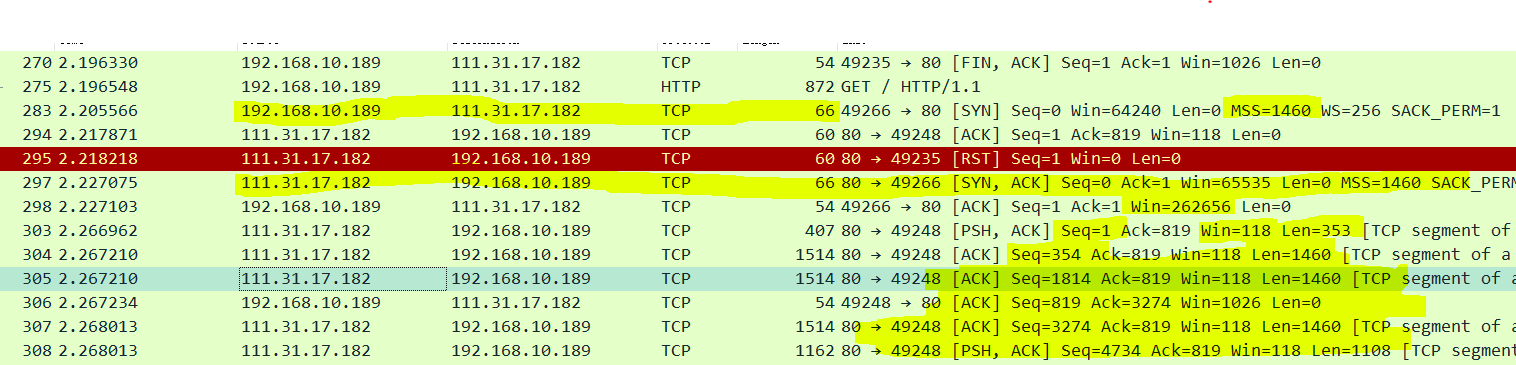 270 2.196330 192.168.10.189 111.31.17.182 TCP 54 49235 → 80 [FIN, ACK] Seq=1 Ack=1 Win=1026 Len=0
275 2.196548 192.168.10.189 111.31.17.182 HTTP 872 GET / HTTP/1.1
283 2.205566 192.168.10.189 111.31.17.182 TCP 66 49266 → 80 [SYN] Seq=0 Win=64240 Len=0 MSS=1460 WS=256 SACK_PERM=1
294 2.217871 111.31.17.182 192.168.10.189 TCP 60 80 → 49248 [ACK] Seq=1 Ack=819 Win=118 Len=0
295 2.218218 111.31.17.182 192.168.10.189 TCP 60 80 → 49235 [RST] Seq=1 Win=0 Len=0
297 2.227075 111.31.17.182 192.168.10.189 TCP 66 80 → 49266 [SYN, ACK] Seq=0 Ack=1 Win=65535 Len=0 MSS=1460 SACK_PERM
298 2.227103 192.168.10.189 111.31.17.182 TCP 54 49266 → 80 [ACK] Seq=1 Ack=1 Win=262656 Len=0
303 2.266962 111.31.17.182 192.168.10.189 TCP 407 80 → 49248 [PSH, ACK] Seq=1 Ack=819 Win=118 Len=353 [TCP segment of
304 2.267210 111.31.17.182 192.168.10.189 TCP 1514 80 → 49248 [ACK] Seq=354 Ack=819 Win=118 Len=1460 [TCP segment of a
305 2.267210 111.31.17.182 192.168.10.189 TCP 1514 80 → 49248 [ACK] Seq=1814 Ack=819 Win=118 Len=1460 [TCP segment of a
306 2.267234 192.168.10.189 111.31.17.182 TCP 54 49248 → 80 [ACK] Seq=819 Ack=3274 Win=1026 Len=0
307 2.268013 111.31.17.182 192.168.10.189 TCP 1514 80 → 49248 [ACK] Seq=3274 Ack=819 Win=118 Len=1460 [TCP segment of a
308 2.268013 111.31.17.182 192.168.10.189 TCP 1162 80 → 49248 [PSH, ACK] Seq=4734 Ack=819 Win=118 Len=1108 [TCP segment